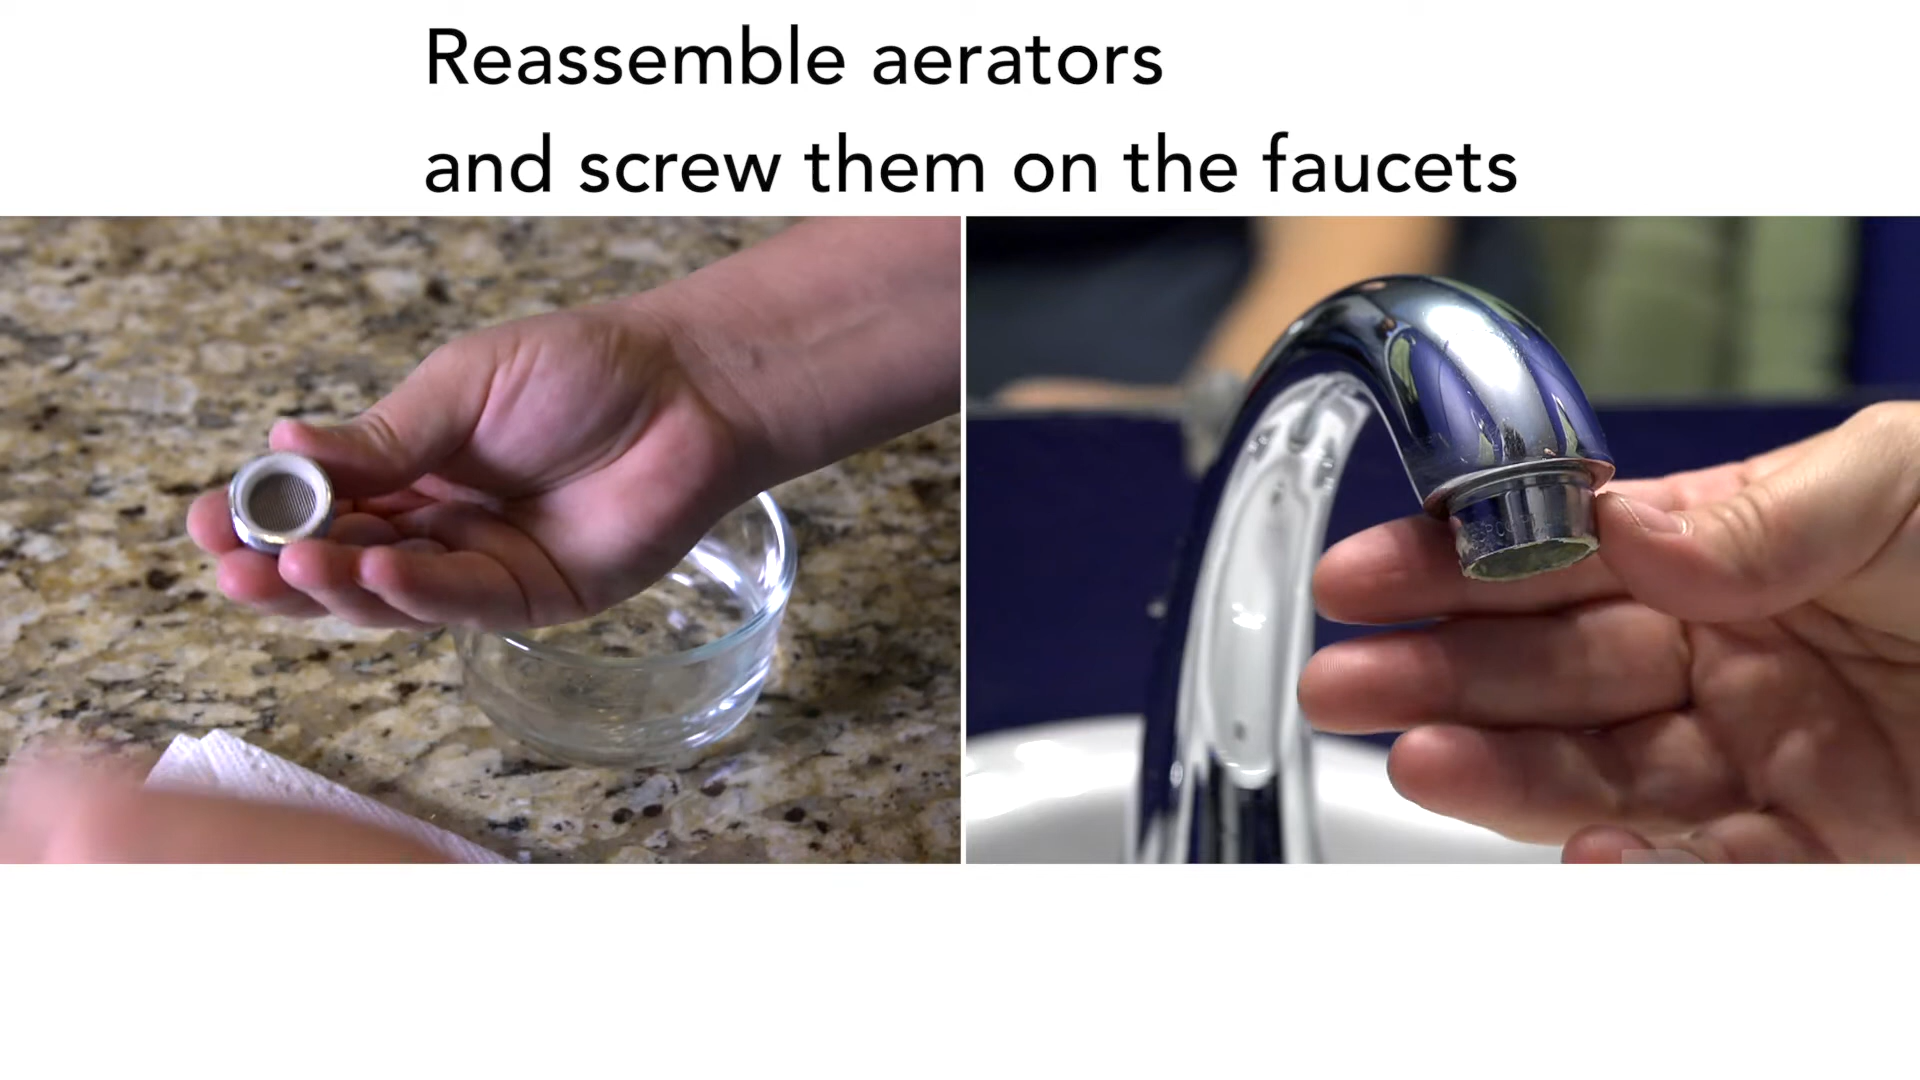 Reassemble aerators
and screw them on the faucets